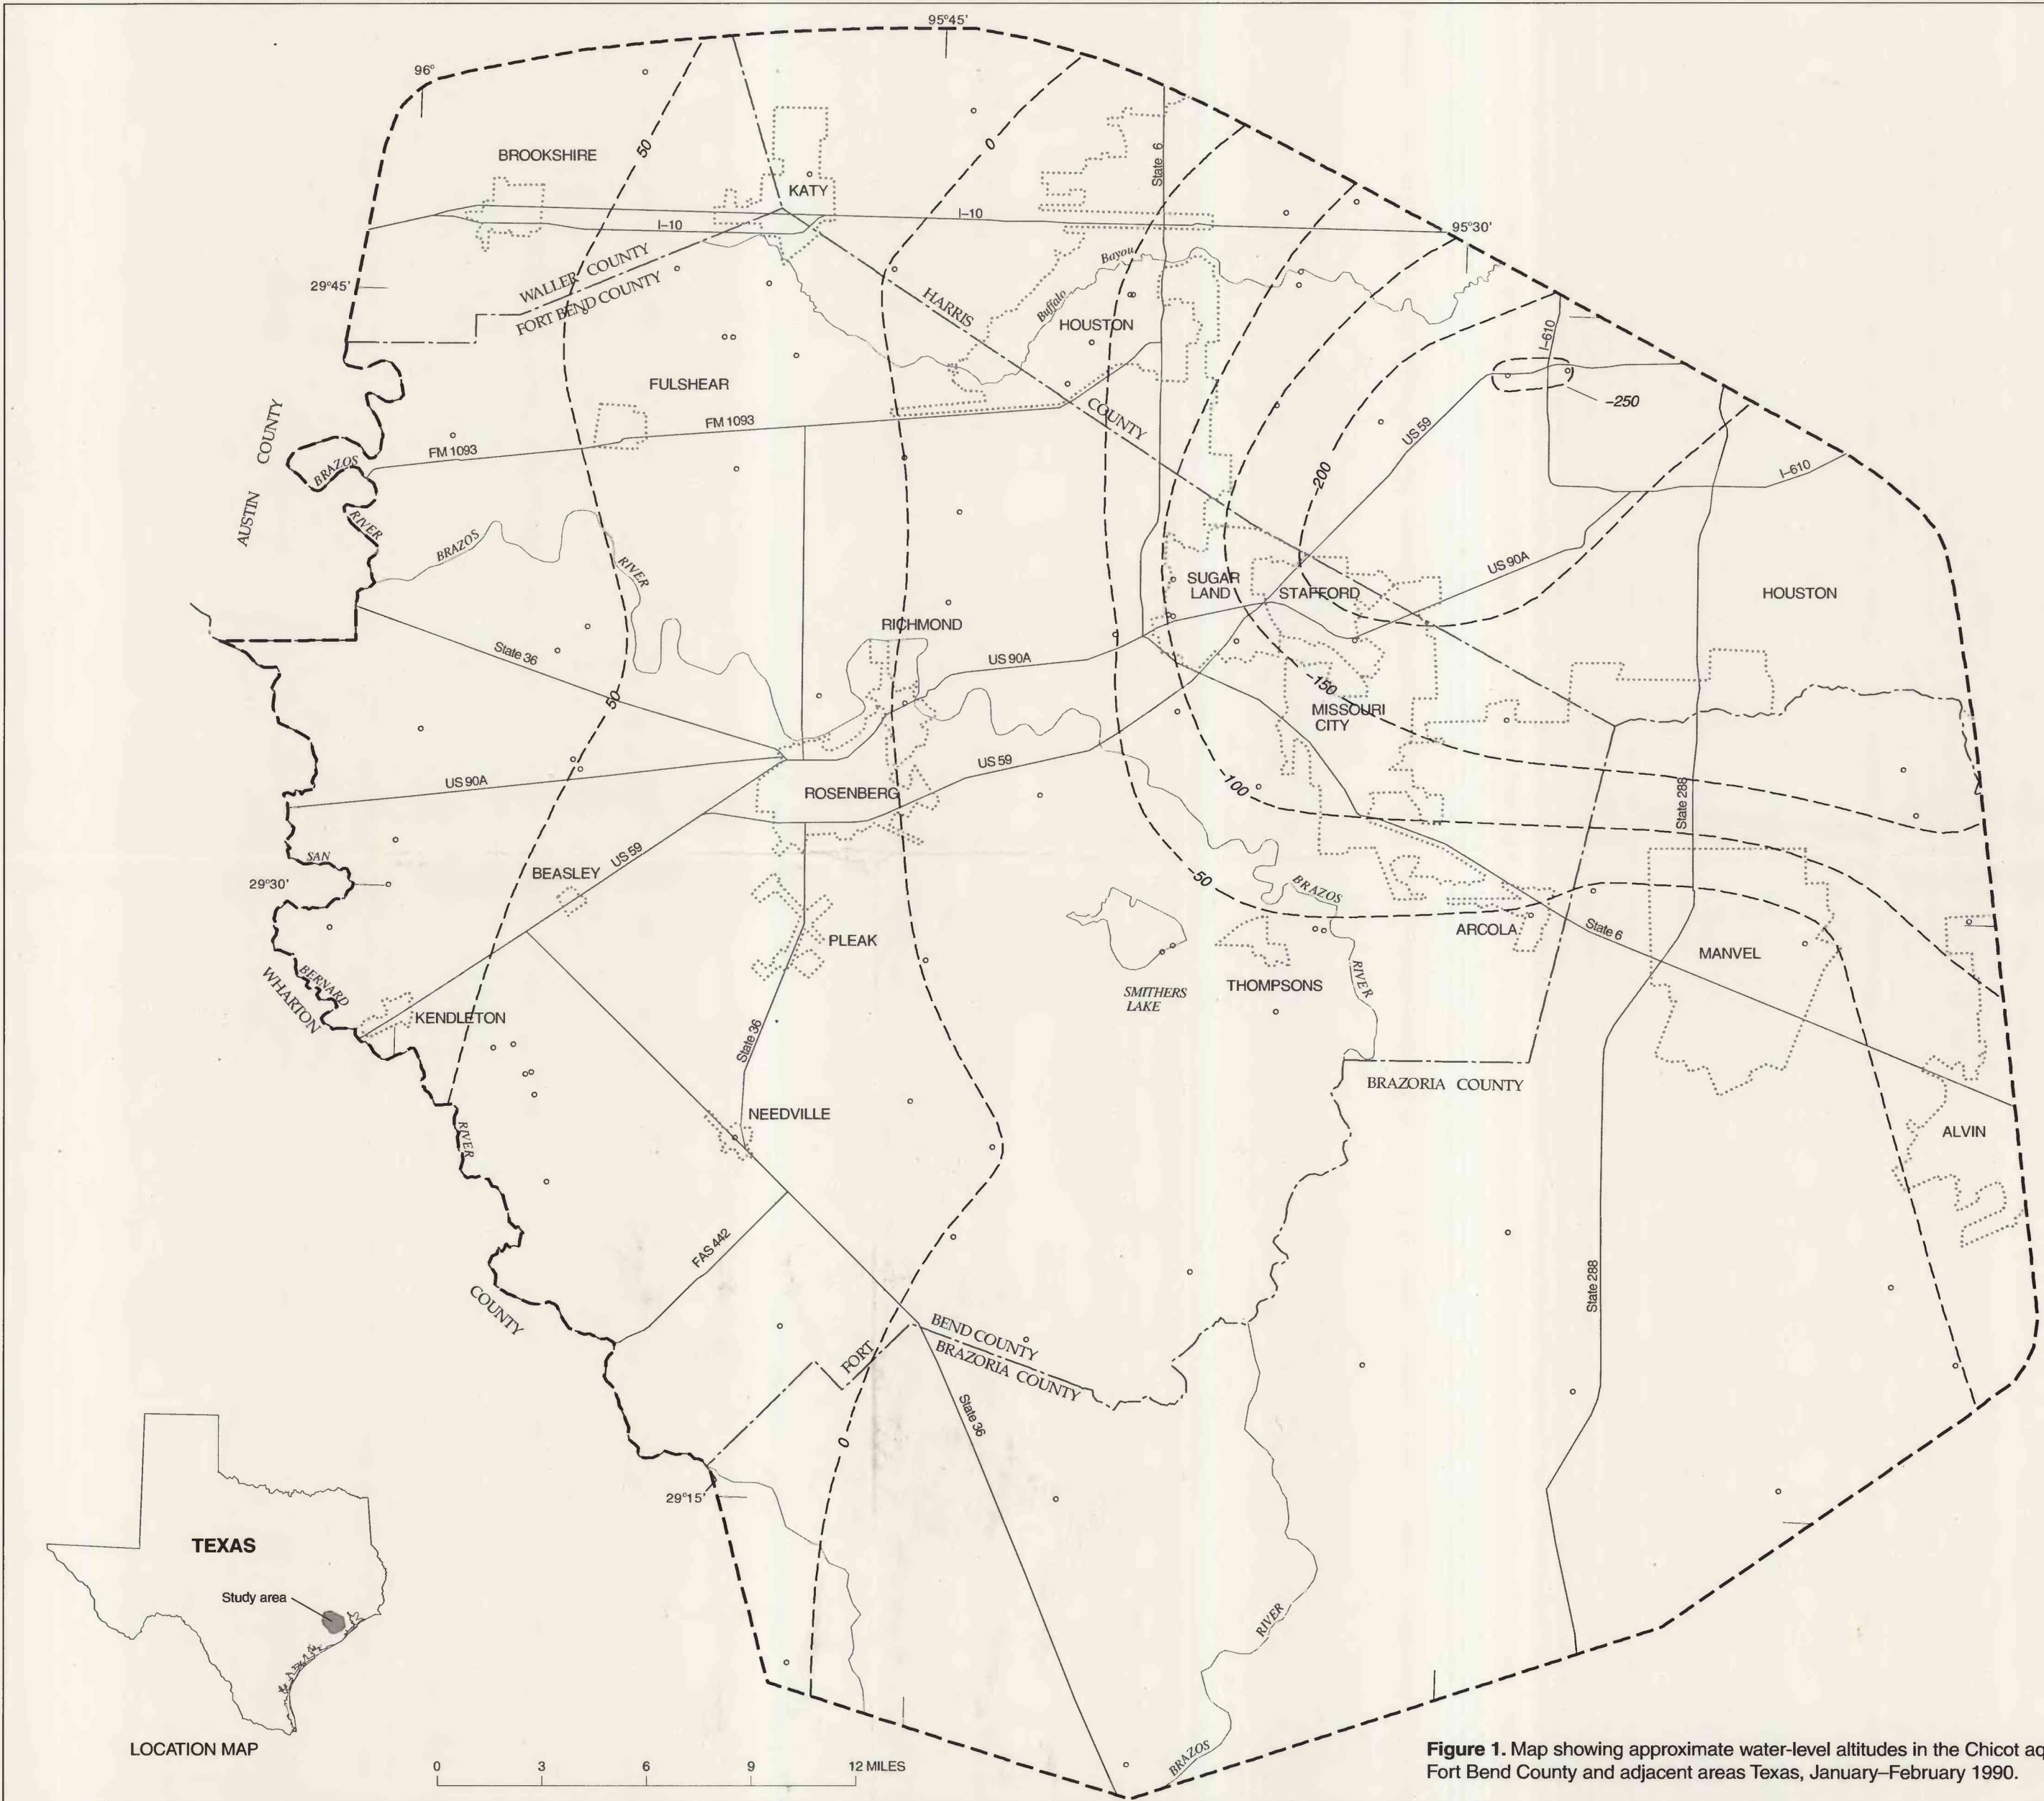 95°45'
96°
BROOKSHIRE
50
0
State 6
KATY
I–10
I–10
I–10
95°30'
WALLER COUNTY
FORT BEND COUNTY
29°45'
HARRIS
COUNTY
Buffalo
Bayou
HOUSTON
I–610
–250
FULSHEAR
AUSTIN
COUNTY
BRAZOS
RIVER
FM 1093
FM 1093
US 59
I–610
–200
BRAZOS
RIVER
US 90A
SUGAR
LAND
STAFFORD
HOUSTON
RICHMOND
State 36
US 90A
50
–150
MISSOURI
CITY
US 90A
US 59
ROSENBERG
–100
State 288
SAN
29°30'
BEASLEY
US 59
–50
BRAZOS
RIVER
PLEAK
ARCOLA
State 6
MANVEL
BERNARD
WHARTON
KENDLETON
SMITHERS
LAKE
THOMPSONS
State 36
BRAZORIA COUNTY
NEEDVILLE
RIVER
ALVIN
FAS 442
COUNTY
State 288
FORT
BEND COUNTY
BRAZORIA COUNTY
State 36
0
29°15'
TEXAS
Study area
RIVER
BRAZOS
LOCATION MAP
0 3 6 9 12 MILES
Figure 1. Map showing approximate water-level altitudes in the Chicot aq
Fort Bend County and adjacent areas Texas, January–February 1990.